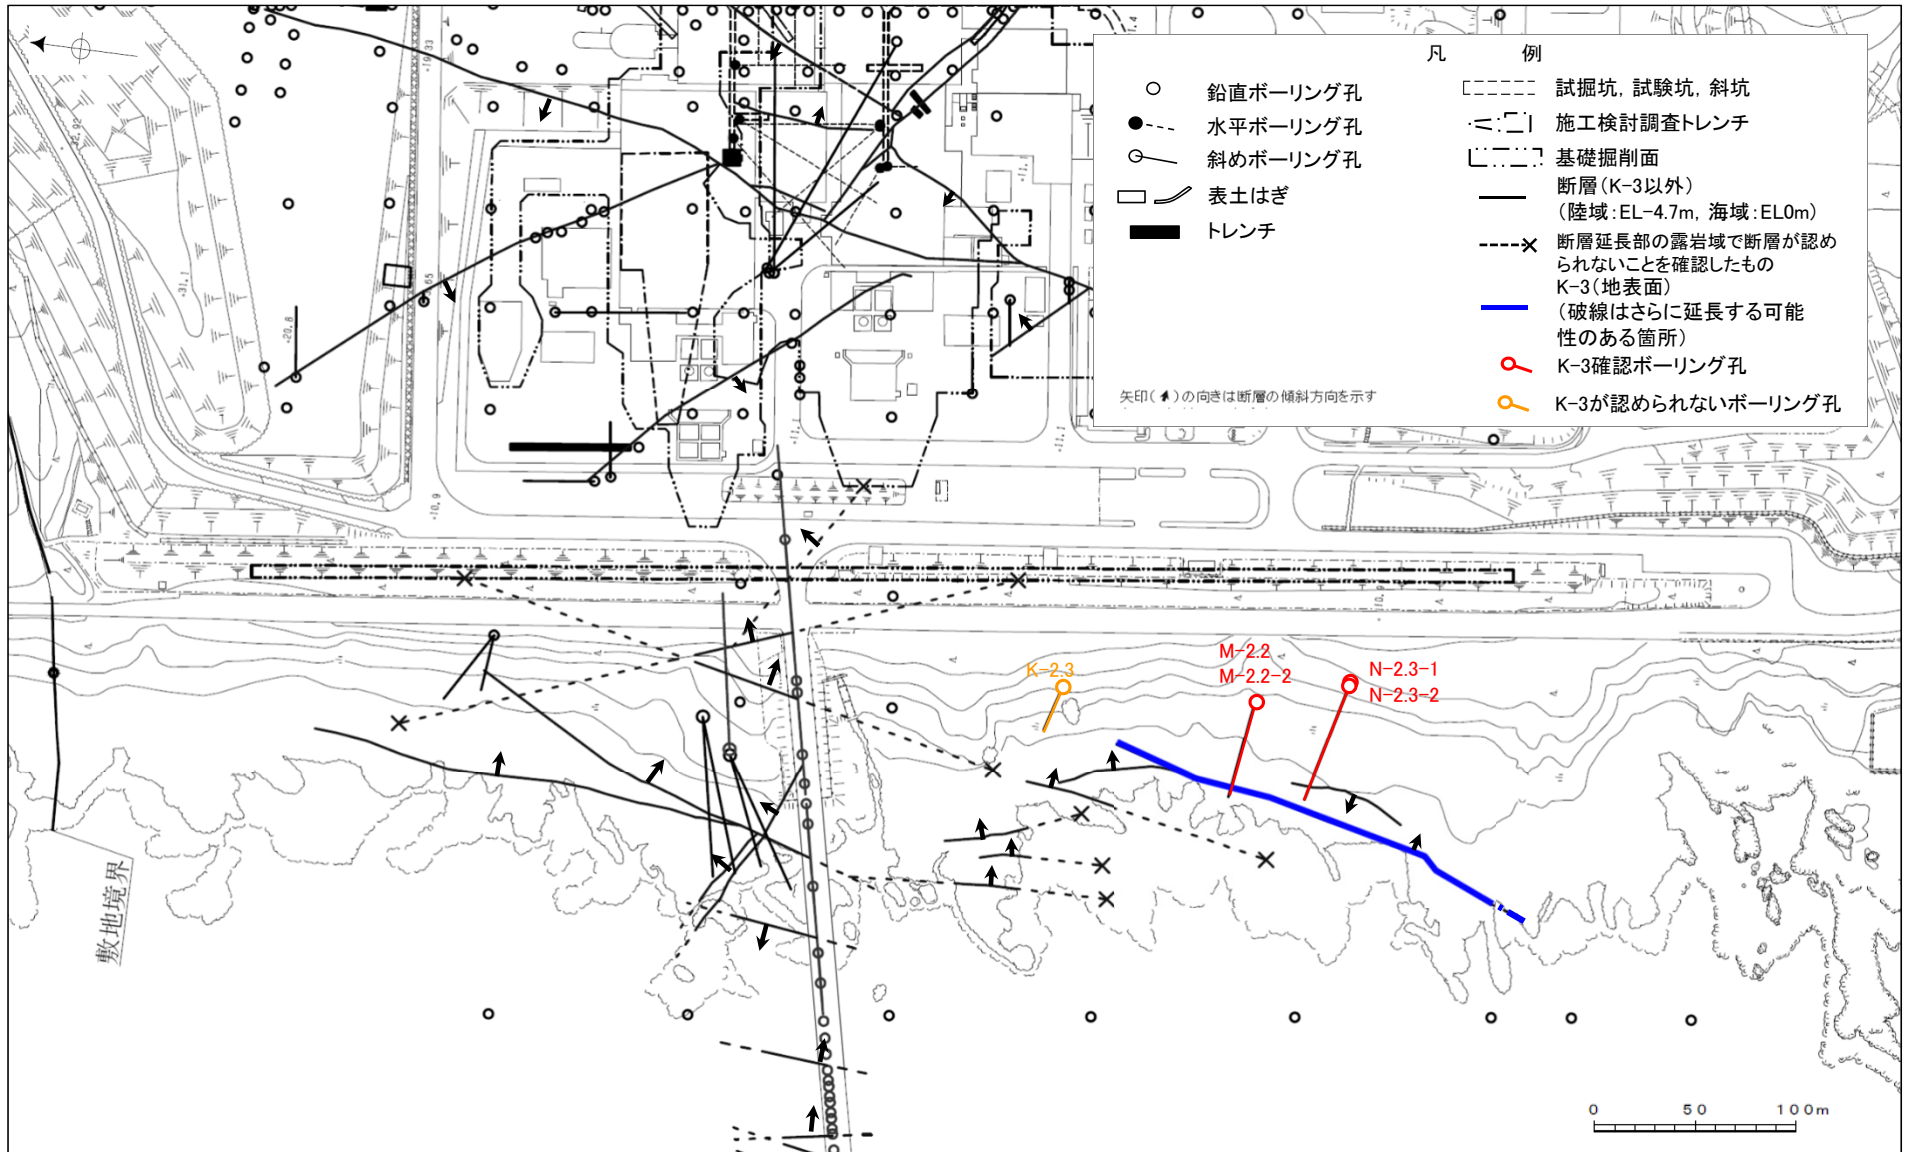 凡 例
鉛直ボーリング孔
水平ボーリング孔
斜めボーリング孔
表土はぎ
トレンチ
試掘坑, 試験坑, 斜坑
施工検討調査トレンチ
基礎掘削面
断層(K-3以外)
(陸域:EL-4.7m, 海域:EL0m)
断層延長部の露岩域で断層が認め
られないことを確認したもの
K-3(地表面)
(破線はさらに延長する可能
性のある箇所)
K-3確認ボーリング孔
K-3が認められないボーリング孔
矢印( )の向きは断層の傾斜方向を示す
K-2.3
M-2.2
M-2.2-2
N-2.3-1
N-2.3-2
敷地境界
0 50 100m